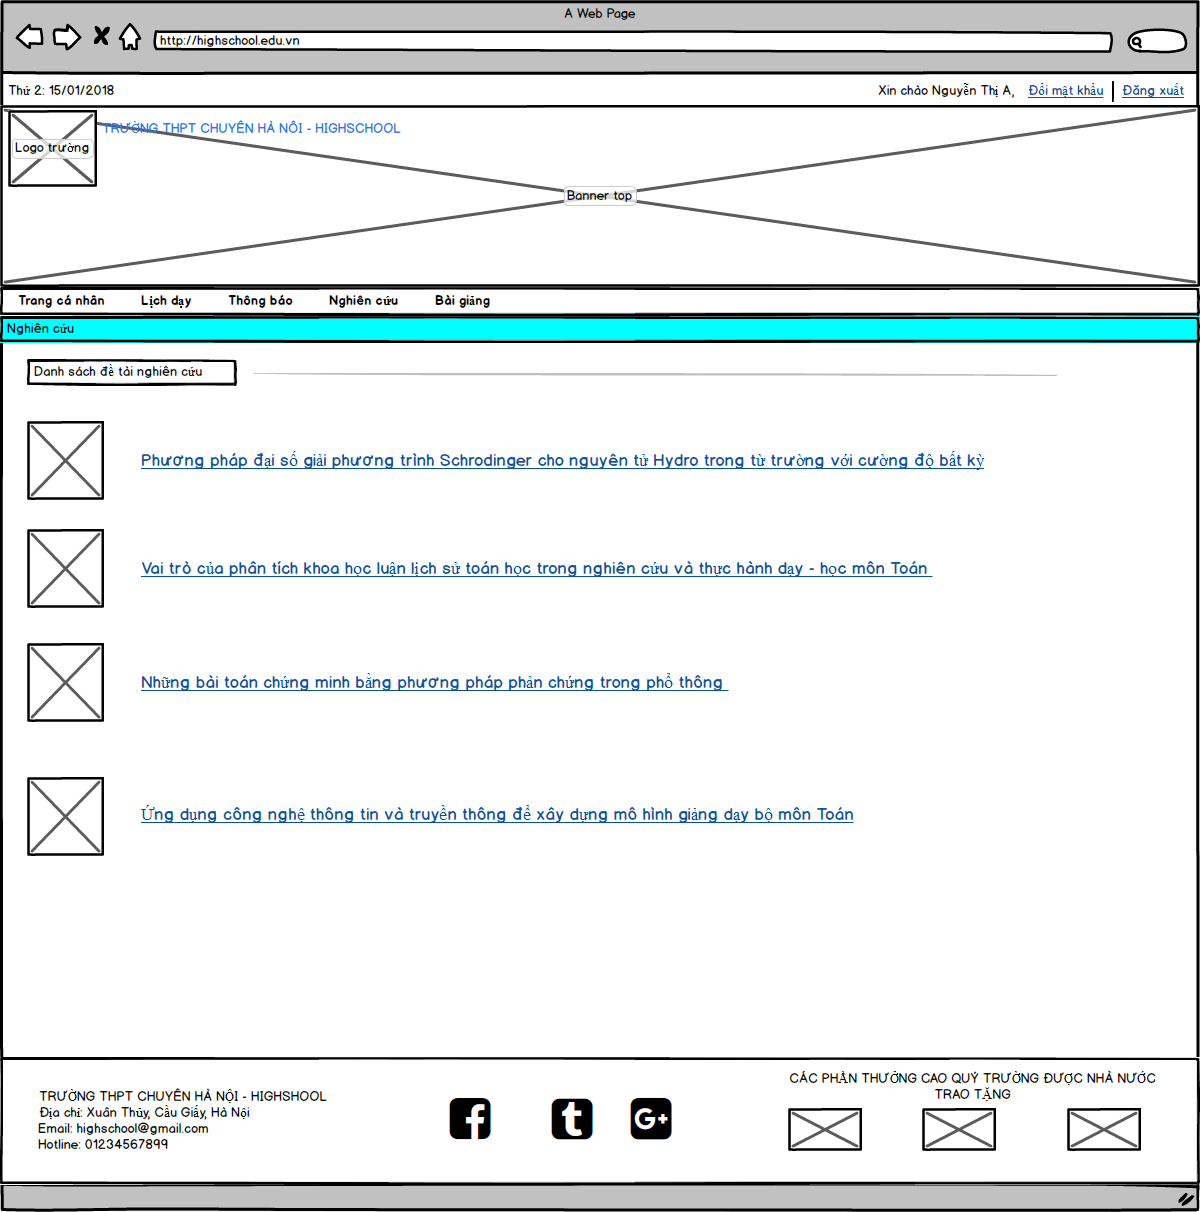 A Web Page
http://highschool.edu.vn
Thứ 2: 15/01/2018
Xin chào Nguyễn Thị A, Đổi mật khẩu Đăng xuất
TRƯỜNG THPT CHUYÊN HÀ NÔI - HIGHSCHOOL
Logo trường
Banner top
Trang cá nhân Lịch dạy Thông báo Nghiên cứu Bài giảng
Nghiên cứu
Danh sách đề tài nghiên cứu
Phương pháp đại số giải phương trình Schrodinger cho nguyên tử Hydro trong từ trường với cường độ bất kỳ
Vai trò của phân tích khoa học luận lịch sử toán học trong nghiên cứu và thực hành dạy - học môn Toán
Những bài toán chứng minh bằng phương pháp phản chứng trong phổ thông
Ứng dụng công nghệ thông tin và truyền thông để xây dựng mô hình giảng dạy bộ môn Toán
TRƯỜNG THPT CHUYÊN HÀ NỘI - HIGHSHOOL
Địa chỉ: Xuân Thủy, Cầu Giấy, Hà Nội
Email: highschool@gmail.com
Hotline: 01234567899
CÁC PHẦN THƯỞNG CAO QUÝ TRƯỜNG ĐƯỢC NHÀ NƯỚC
TRAO TẶNG